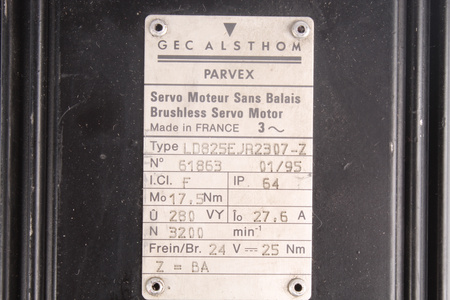 GEC ALSTHOM
PARVEX
Servo Moteur Sans Balais
Brushless Servo Motor
Made in FRANCE 3~
Type LD825EJR2307-Z
N° 61863 01/95
I.Cl. F IP 64
Mo 17,5 Nm
Û 280 VY Îo 27,6 A
N 3200 min⁻¹
Frein/Br. 24 V ⎓ 25 Nm
Z = BA